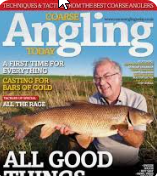 TECHNIQUES & TACTICS FROM THE BEST COARSE ANGLERS
COARSE
Angling
TODAY
A FIRST TIME FOR
EVERYTHING
CASTING FOR
BARS OF GOLD
ALL THE RAGE
ALL GOOD
THINGS